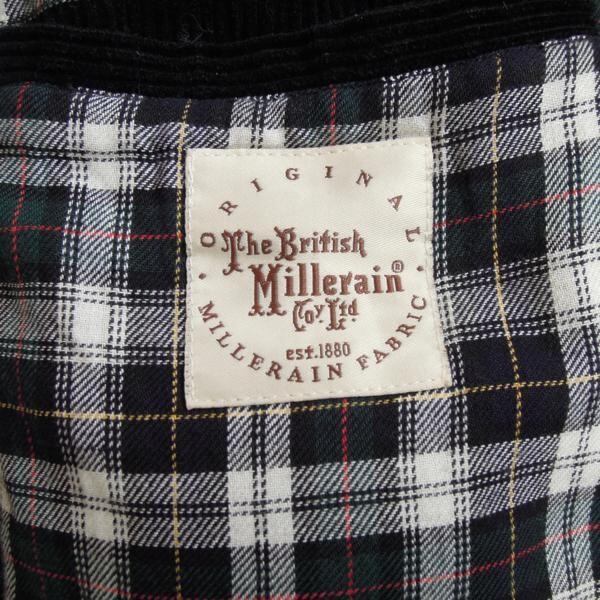 · ORIGINAL ·
The British
Millerain®
Coy Ltd
est.1880
MILLERAIN FABRIC